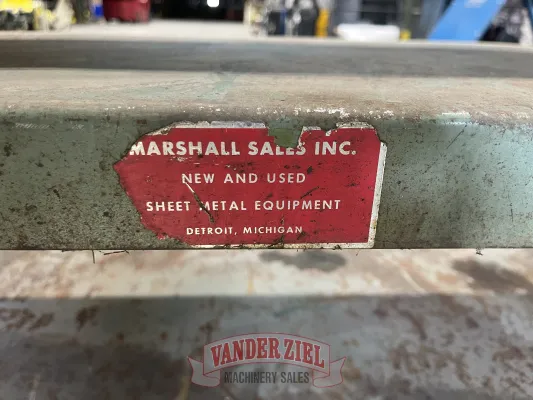 MARSHALL SALES INC.
NEW AND USED
SHEET METAL EQUIPMENT
DETROIT, MICHIGAN
VANDER ZIEL
MACHINERY SALES